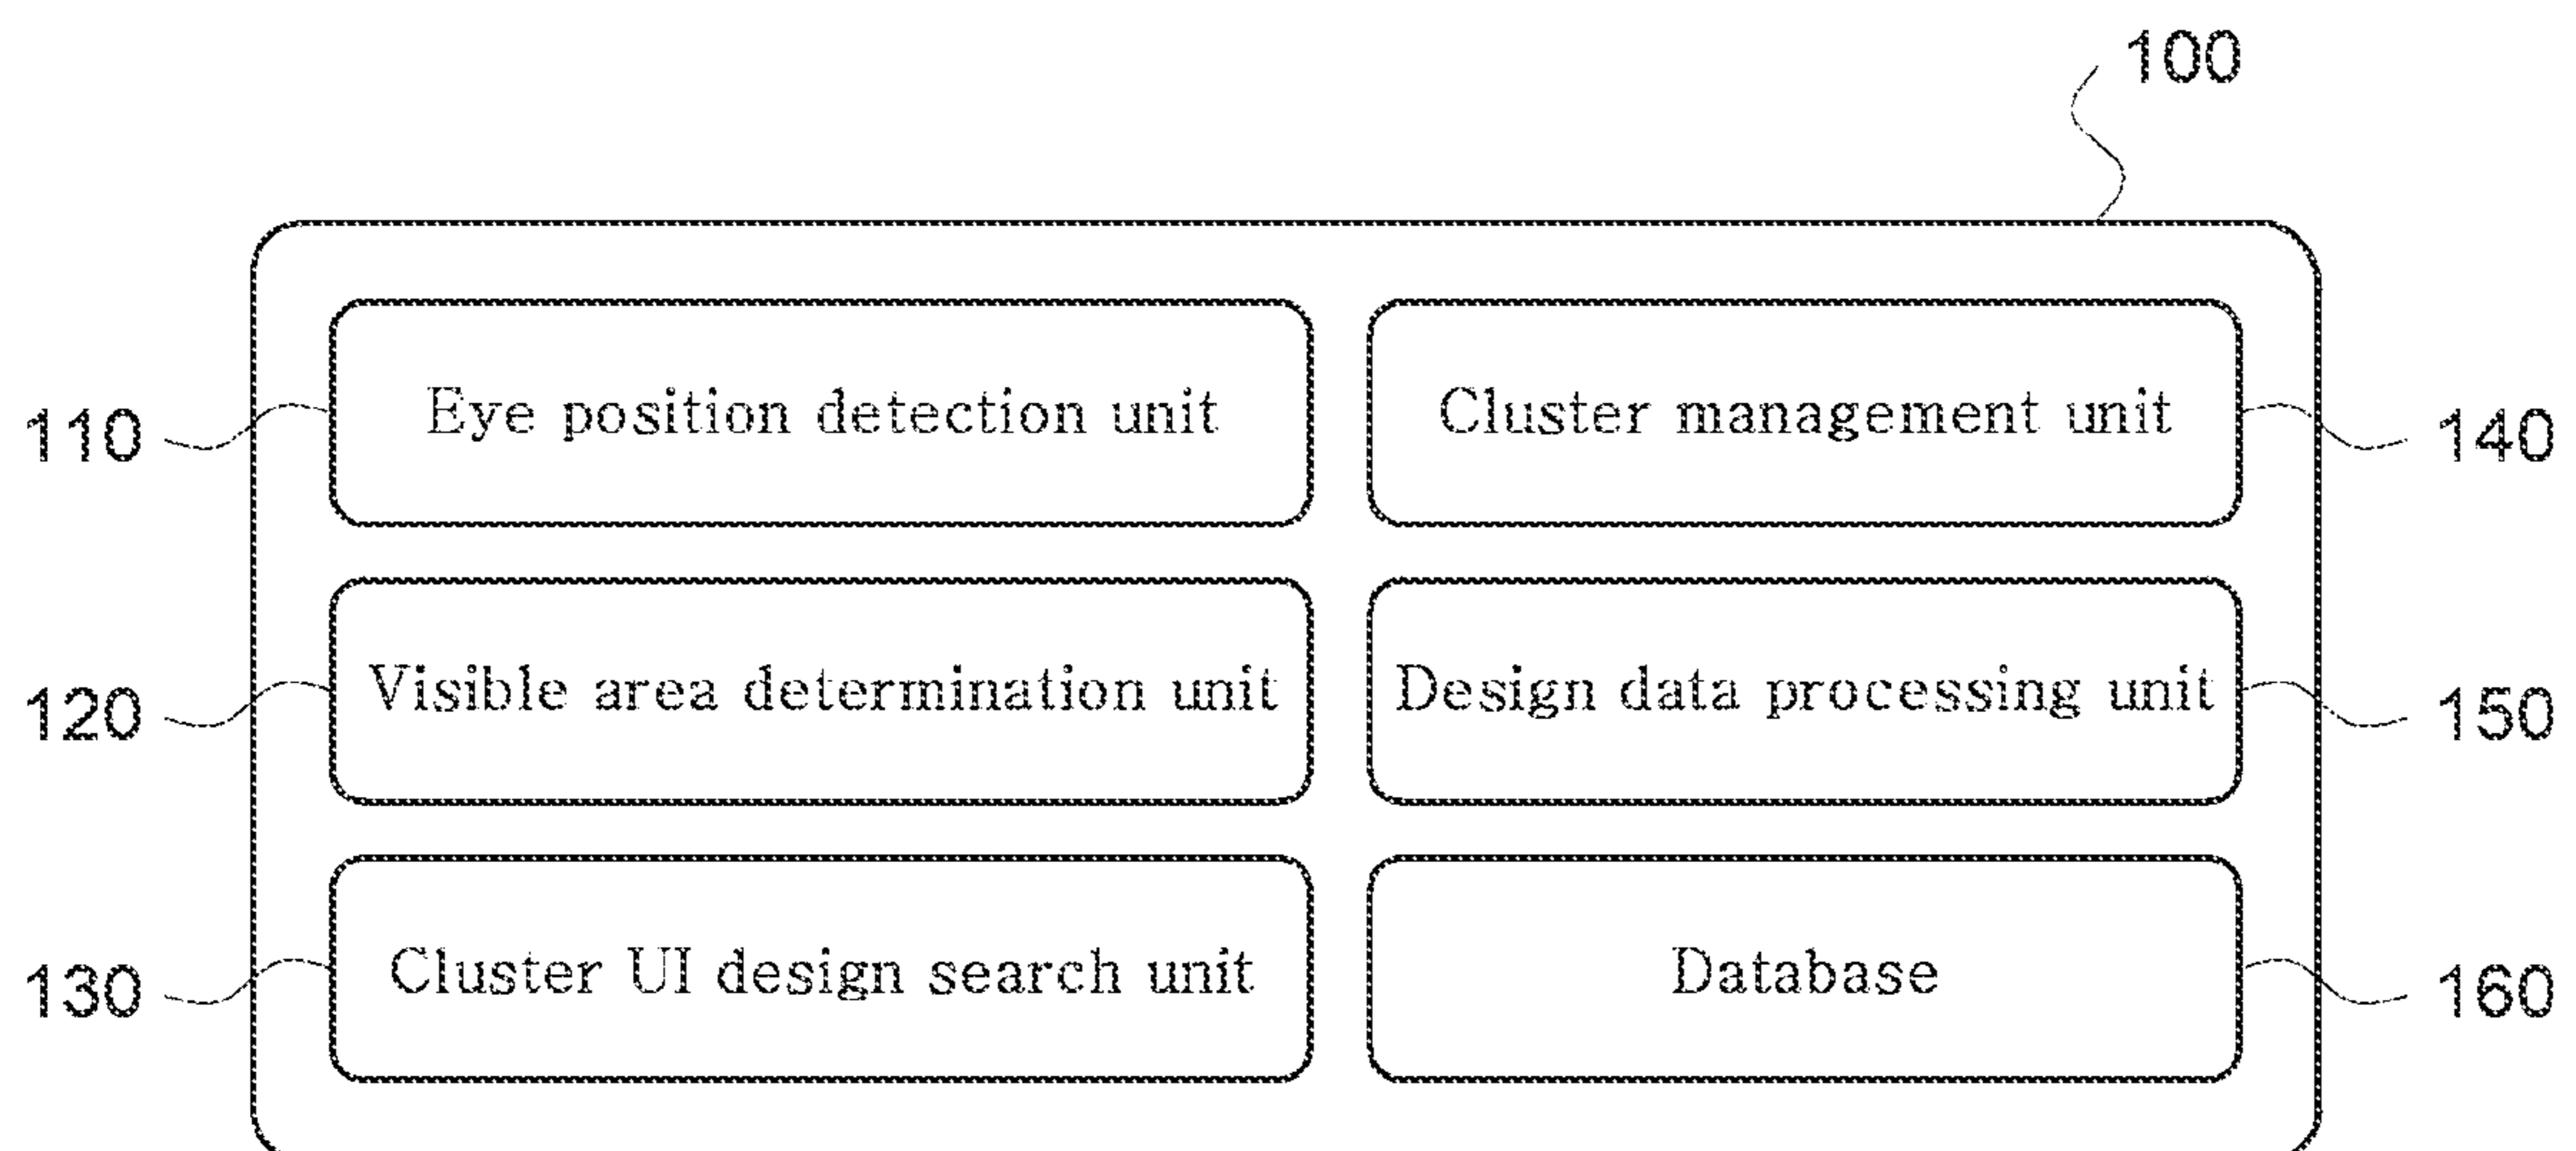 100
110
Eye position detection unit
Cluster management unit
140
120
Visible area determination unit
Design data processing unit
150
130
Cluster UI design search unit
Database
160